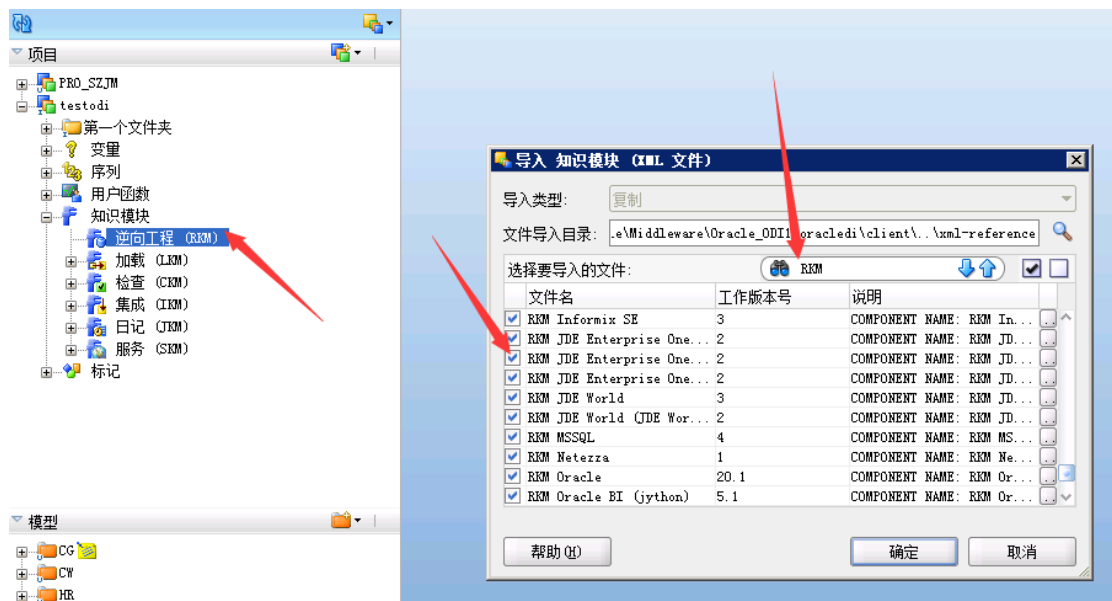 项目
PRO_SZJM
testodi
第一个文件夹
变量
序列
用户函数
知识模块
逆向工程 (RKM)
加载 (LKM)
检查 (CKM)
集成 (IKM)
日记 (JKM)
服务 (SKM)
标记
模型
CG
CW
HR
导入 知识模块 (XML 文件)
导入类型: 复制
文件导入目录: .e\Middleware\Oracle_ODI1\oracledi\client\..\xml-reference
选择要导入的文件: RKM
文件名 工作版本号 说明
RKM Informix SE 3 COMPONENT NAME: RKM In... ..
RKM JDE Enterprise One... 2 COMPONENT NAME: RKM JD... ..
RKM JDE Enterprise One... 2 COMPONENT NAME: RKM JD... ..
RKM JDE Enterprise One... 2 COMPONENT NAME: RKM JD... ..
RKM JDE World 3 COMPONENT NAME: RKM JD... ..
RKM JDE World (JDE Wor... 2 COMPONENT NAME: RKM JD... ..
RKM MSSQL 4 COMPONENT NAME: RKM MS... ..
RKM Netezza 1 COMPONENT NAME: RKM Ne... ..
RKM Oracle 20.1 COMPONENT NAME: RKM Or... ..
RKM Oracle BI (jython) 5.1 COMPONENT NAME: RKM Or... ..
帮助(H) 确定 取消